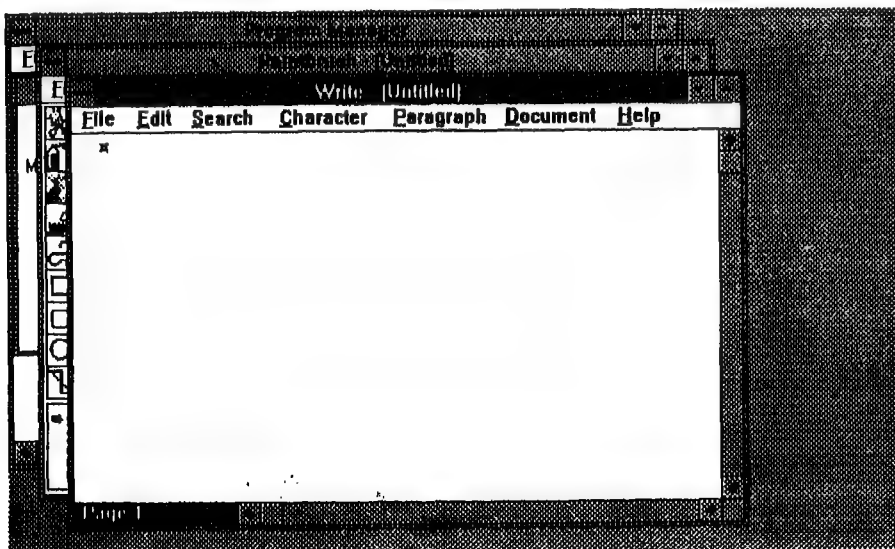 Program Manager
Paintbrush - (Untitled)
Write - (Untitled)
File Edit Search Character Paragraph Document Help
M
Page 1